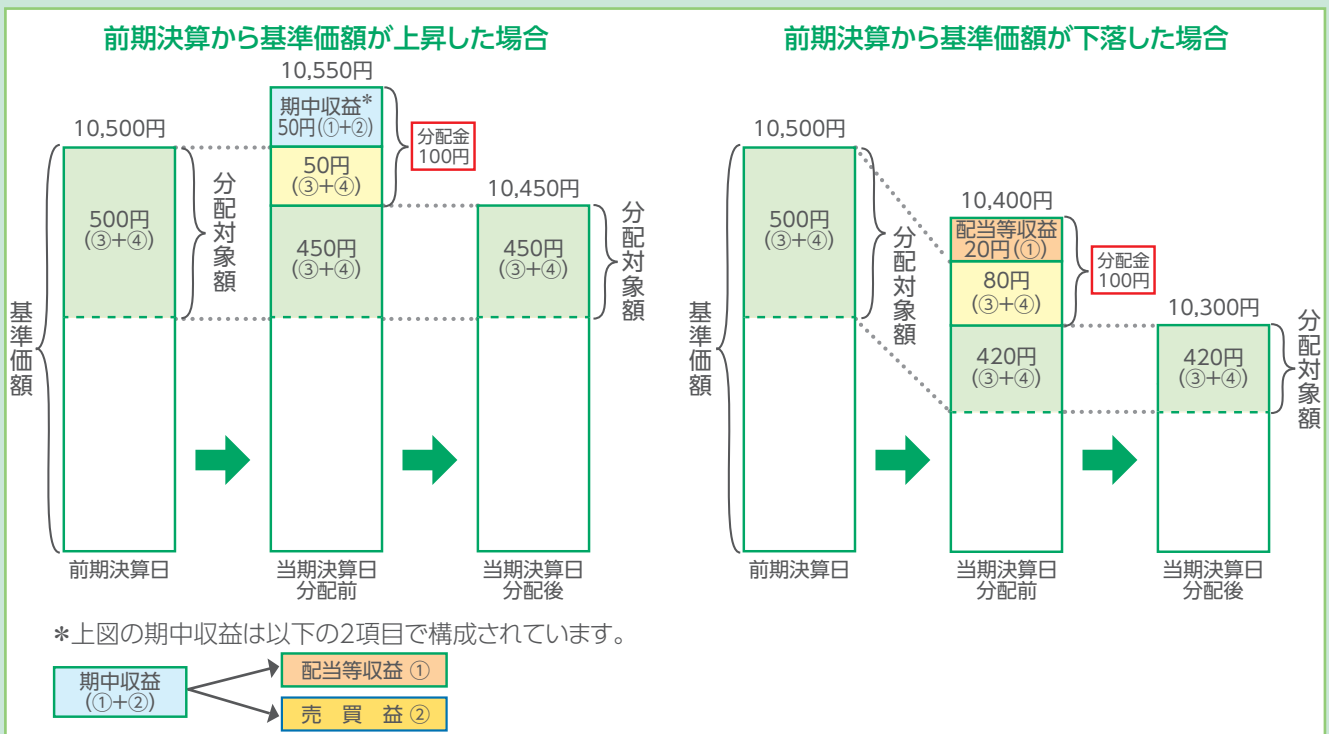 前期決算から基準価額が上昇した場合
10,500円
500円
(③+④)
分配対象額
基準価額
前期決算日
10,550円
期中収益*
50円(①+②)
50円
(③+④)
450円
(③+④)
分配金
100円
当期決算日
分配前
10,450円
450円
(③+④)
分配対象額
当期決算日
分配後
*上図の期中収益は以下の2項目で構成されています。
期中収益
(①+②)
配当等収益 ①
売 買 益 ②
前期決算から基準価額が下落した場合
10,500円
500円
(③+④)
分配対象額
基準価額
前期決算日
10,400円
配当等収益
20円(①)
80円
(③+④)
420円
(③+④)
分配金
100円
当期決算日
分配前
10,300円
420円
(③+④)
分配対象額
当期決算日
分配後